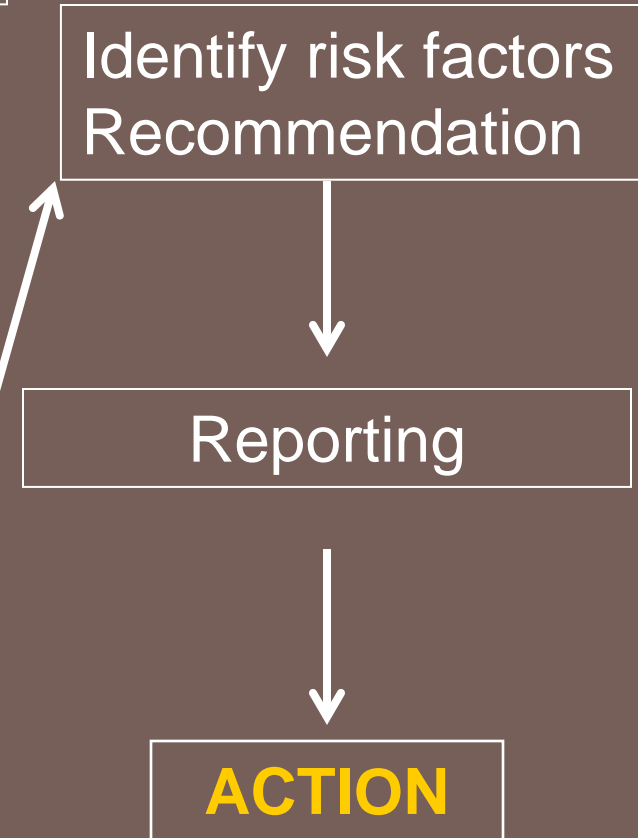 Identify risk factors
Recommendation
Reporting
ACTION